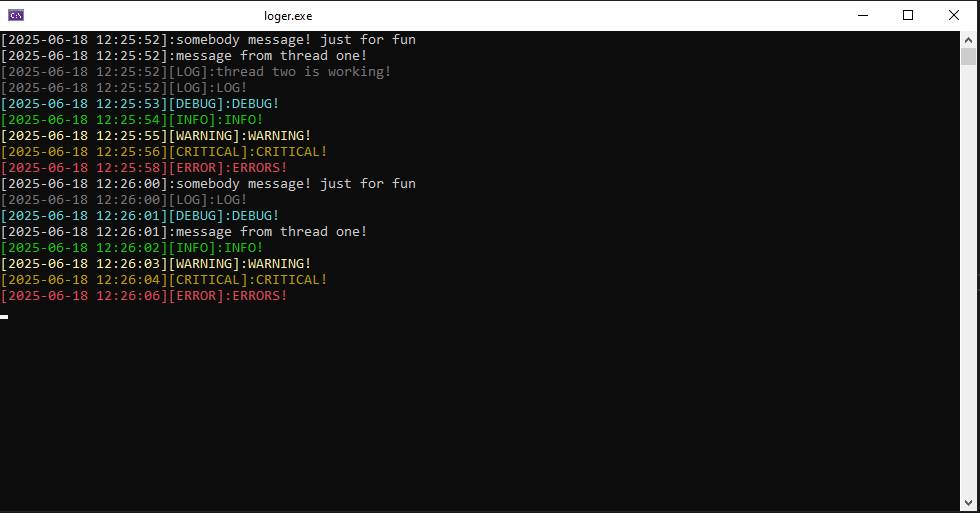 C:\
loger.exe
[2025-06-18 12:25:52]:somebody message! just for fun
[2025-06-18 12:25:52]:message from thread one!
[2025-06-18 12:25:52][LOG]:thread two is working!
[2025-06-18 12:25:52][LOG]:LOG!
[2025-06-18 12:25:53][DEBUG]:DEBUG!
[2025-06-18 12:25:54][INFO]:INFO!
[2025-06-18 12:25:55][WARNING]:WARNING!
[2025-06-18 12:25:56][CRITICAL]:CRITICAL!
[2025-06-18 12:25:58][ERROR]:ERRORS!
[2025-06-18 12:26:00]:somebody message! just for fun
[2025-06-18 12:26:00][LOG]:LOG!
[2025-06-18 12:26:01][DEBUG]:DEBUG!
[2025-06-18 12:26:01]:message from thread one!
[2025-06-18 12:26:02][INFO]:INFO!
[2025-06-18 12:26:03][WARNING]:WARNING!
[2025-06-18 12:26:04][CRITICAL]:CRITICAL!
[2025-06-18 12:26:06][ERROR]:ERRORS!